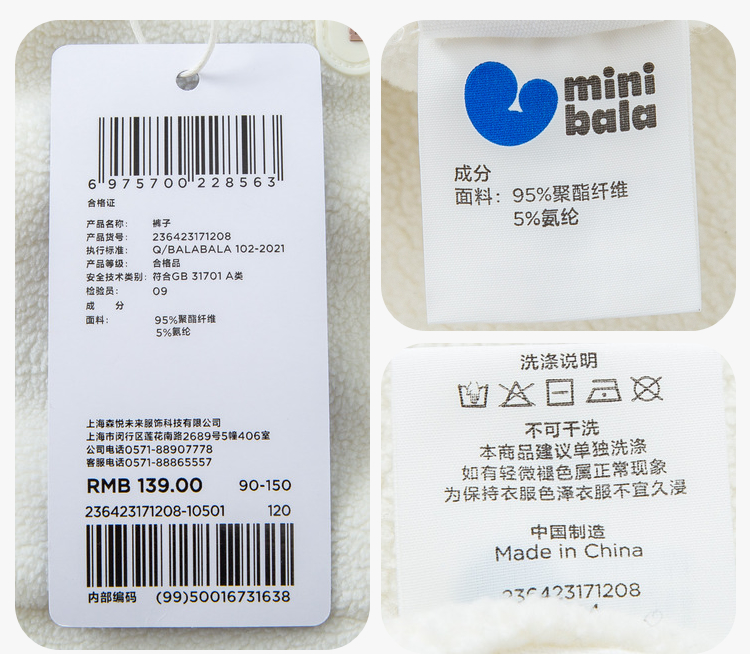 6 975700 228563
合格证
产品名称: 裤子
产品货号: 236423171208
执行标准: Q/BALABALA 102-2021
产品等级: 合格品
安全技术类别: 符合GB 31701 A类
检验员: 09
成 分
面料: 95%聚酯纤维
5%氨纶
上海森悦未来服饰科技有限公司
上海市闵行区莲花南路2689号5幢406室
公司电话0571-88907778
客服电话0571-88865557
RMB 139.00 90-150
236423171208-10501 120
内部编码 (99)50016731638
mini
bala
成分
面料: 95%聚酯纤维
5%氨纶
洗涤说明
不可干洗
本商品建议单独洗涤
如有轻微褪色属正常现象
为保持衣服色泽衣服不宜久浸
中国制造
Made in China
236423171208